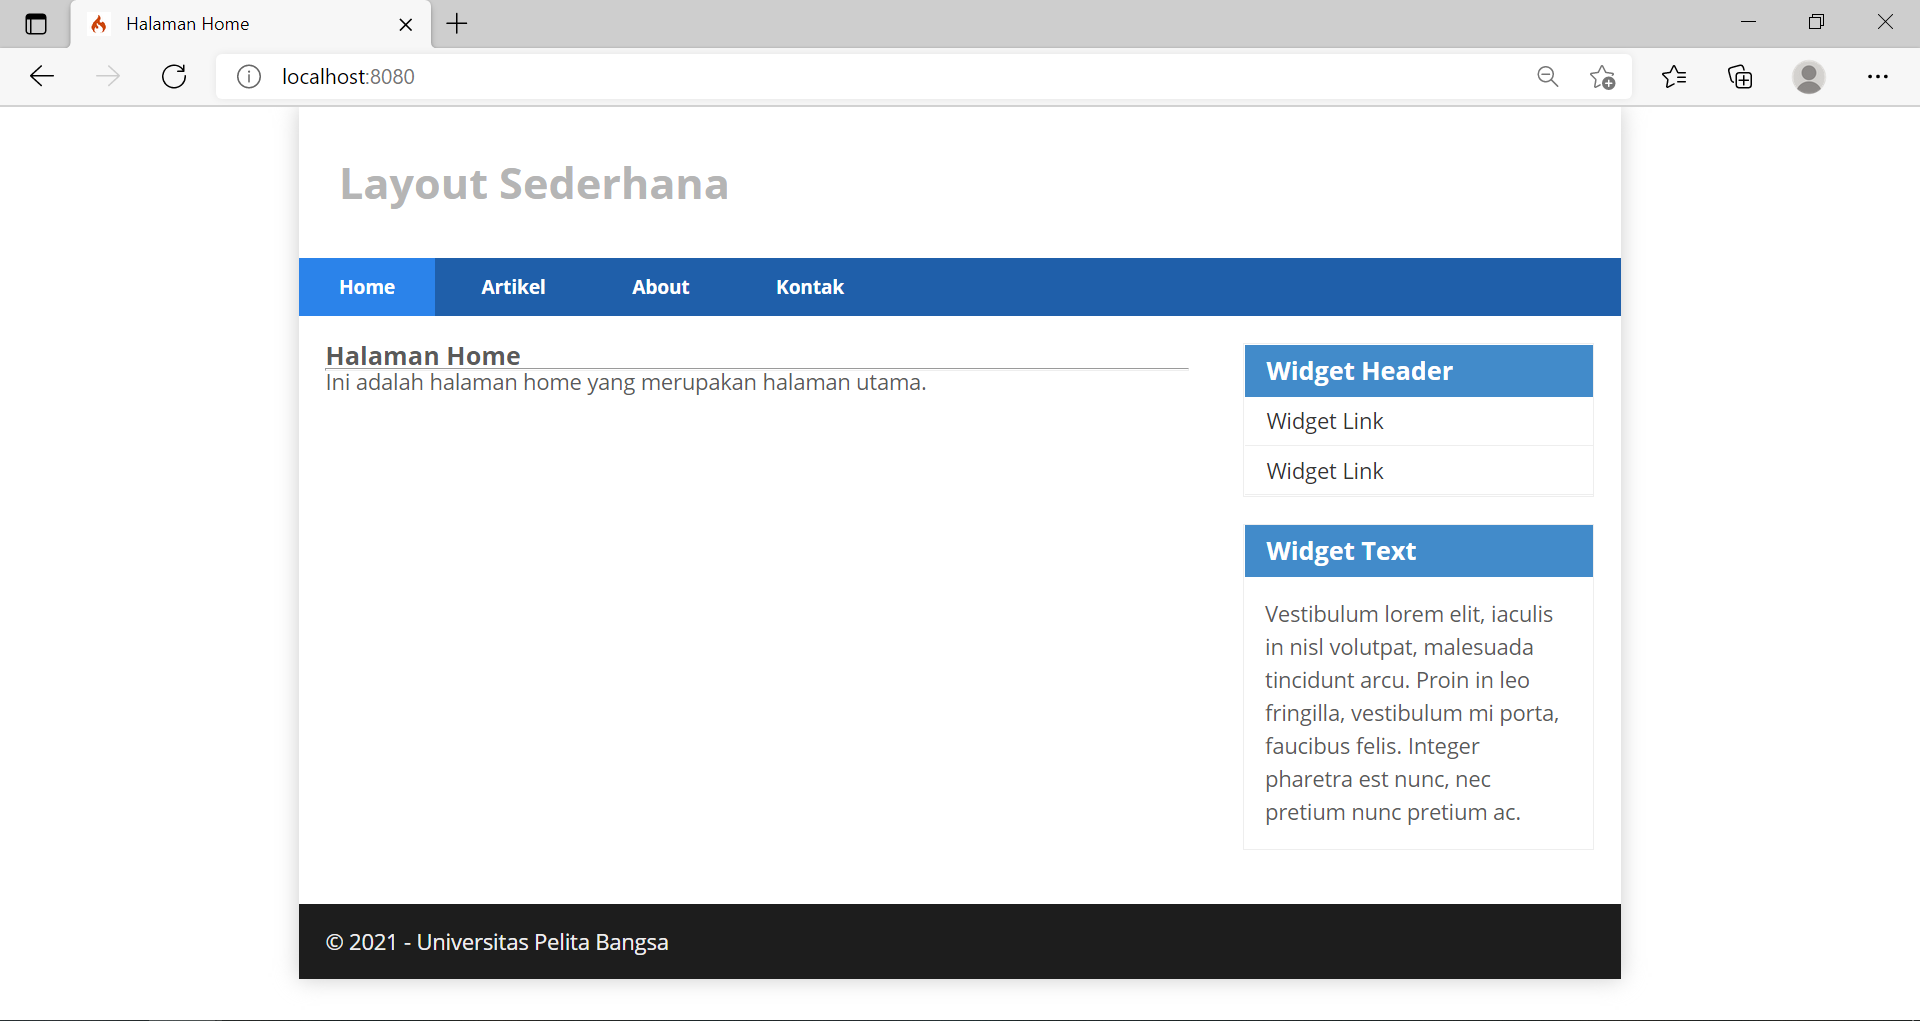 Halaman Home
localhost:8080
Layout Sederhana
Home Artikel About Kontak
Halaman Home
Ini adalah halaman home yang merupakan halaman utama.
Widget Header
Widget Link
Widget Link
Widget Text
Vestibulum lorem elit, iaculis
in nisl volutpat, malesuada
tincidunt arcu. Proin in leo
fringilla, vestibulum mi porta,
faucibus felis. Integer
pharetra est nunc, nec
pretium nunc pretium ac.
© 2021 - Universitas Pelita Bangsa